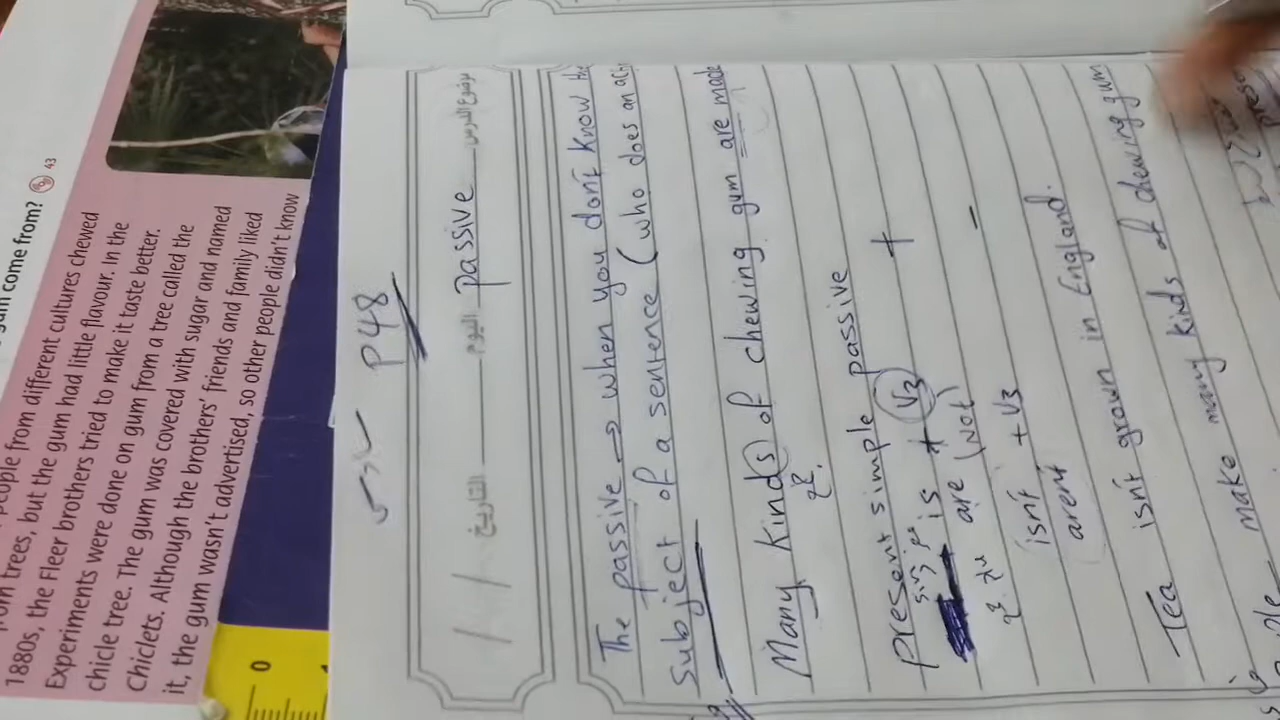 gum come from? 43
people from different cultures chewed
from trees, but the gum had little flavour. In the
1880s, the Fleer brothers tried to make it taste better.
Experiments were done on gum from a tree called the
chicle tree. The gum was covered with sugar and named
Chiclets. Although the brothers' friends and family liked
it, the gum wasn't advertised, so other people didn't know
0
P48
التاريخ اليوم passive موضوع الدرس
The passive → when you don't know the
subject of a sentence (who does an
Many kind(s) of chewing gum are made
present simple passive
is + V3 +
are (Not) -
isn't + V3
aren't
Tea isn't grown in England.
make many kinds of chewing gum